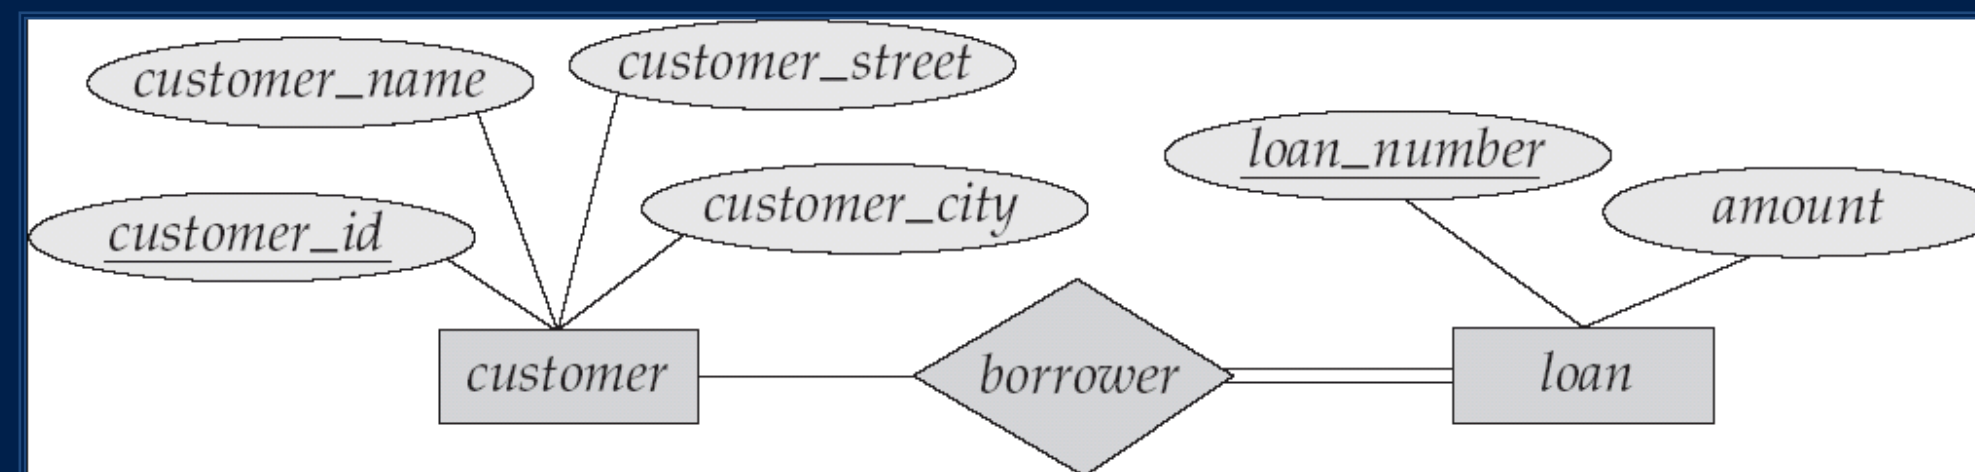 customer_name
customer_street
customer_id
customer_city
loan_number
amount
customer
borrower
loan